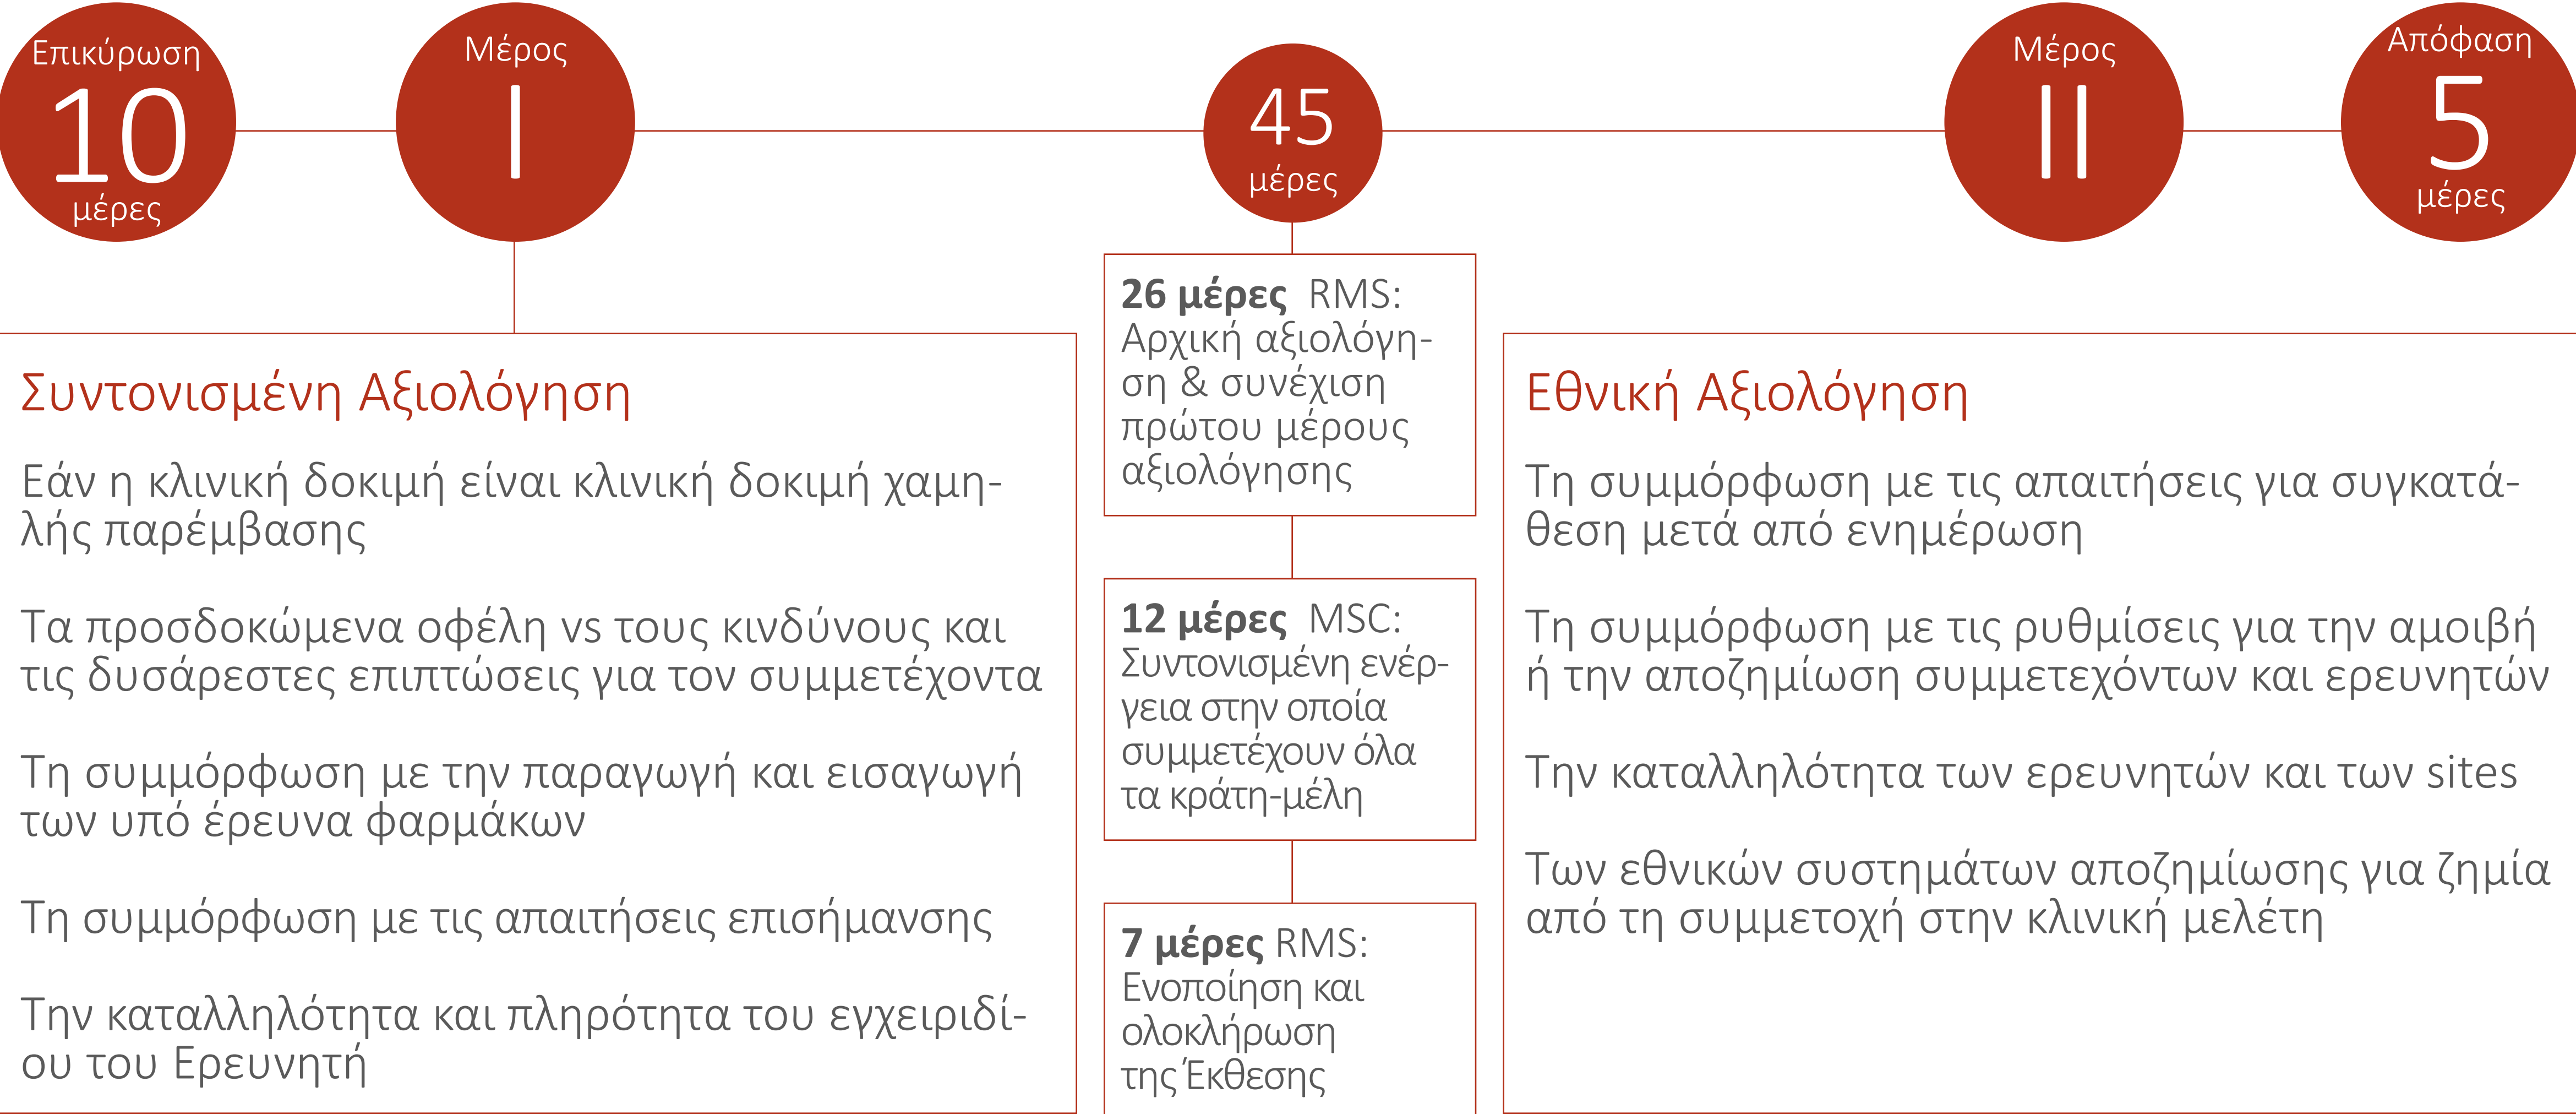 Επικύρωση
10
μέρες
Μέρος
I
45
μέρες
Μέρος
II
Απόφαση
5
μέρες
Συντονισμένη Αξιολόγηση
Εάν η κλινική δοκιμή είναι κλινική δοκιμή χαμη-
λής παρέμβασης
Τα προσδοκώμενα οφέλη vs τους κινδύνους και
τις δυσάρεστες επιπτώσεις για τον συμμετέχοντα
Τη συμμόρφωση με την παραγωγή και εισαγωγή
των υπό έρευνα φαρμάκων
Τη συμμόρφωση με τις απαιτήσεις επισήμανσης
Την καταλληλότητα και πληρότητα του εγχειριδί-
ου του Ερευνητή
26 μέρες RMS:
Αρχική αξιολόγη-
ση & συνέχιση
πρώτου μέρους
αξιολόγησης
12 μέρες MSC:
Συντονισμένη ενέρ-
γεια στην οποία
συμμετέχουν όλα
τα κράτη-μέλη
7 μέρες RMS:
Ενοποίηση και
ολοκλήρωση
της Έκθεσης
Εθνική Αξιολόγηση
Τη συμμόρφωση με τις απαιτήσεις για συγκατά-
θεση μετά από ενημέρωση
Τη συμμόρφωση με τις ρυθμίσεις για την αμοιβή
ή την αποζημίωση συμμετεχόντων και ερευνητών
Την καταλληλότητα των ερευνητών και των sites
Των εθνικών συστημάτων αποζημίωσης για ζημία
από τη συμμετοχή στην κλινική μελέτη